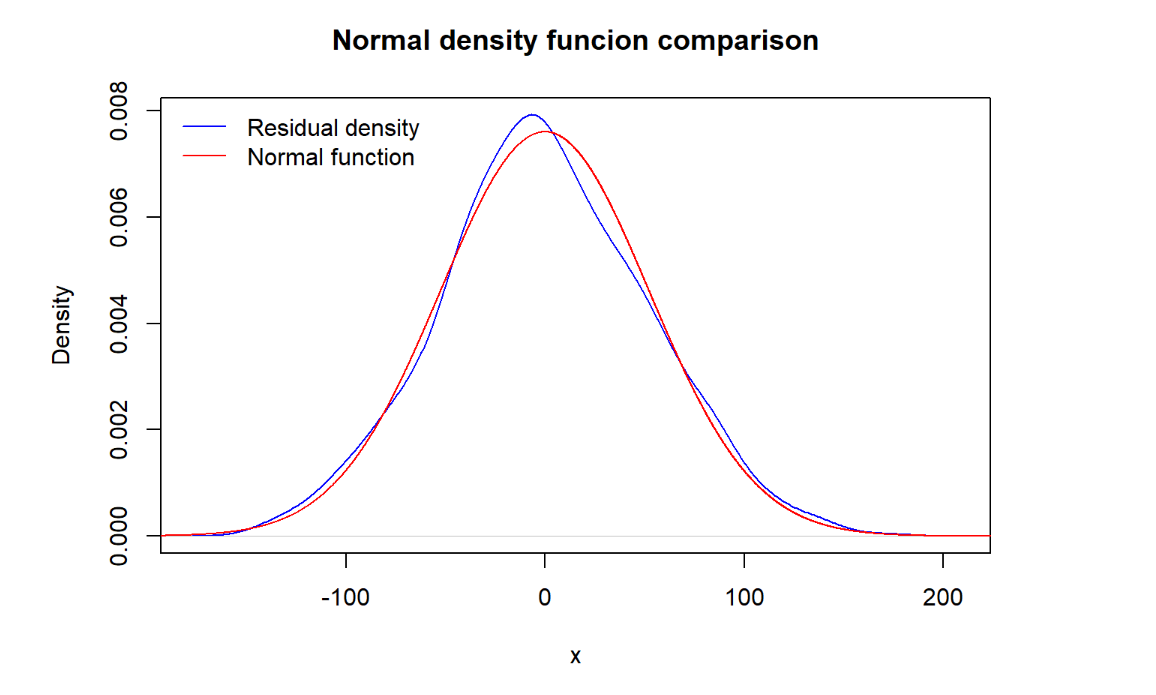 Normal density funcion comparison
Residual density
Normal function
Density
0.008
0.006
0.004
0.002
0.000
-100 0 100 200
x